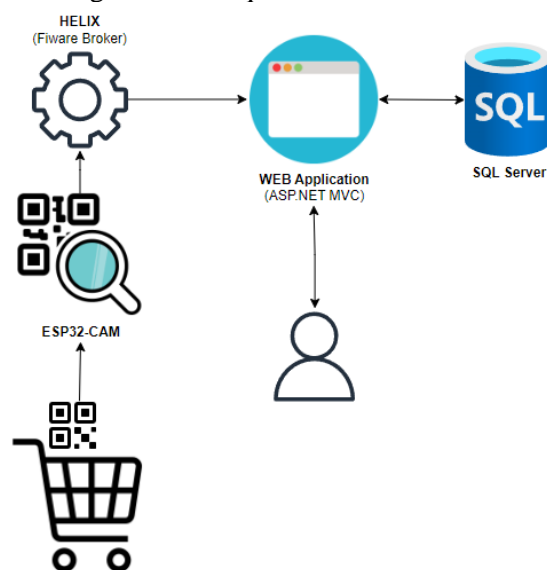 HELIX
(Fiware Broker)
SQL
WEB Application
(ASP.NET MVC)
SQL Server
ESP32-CAM